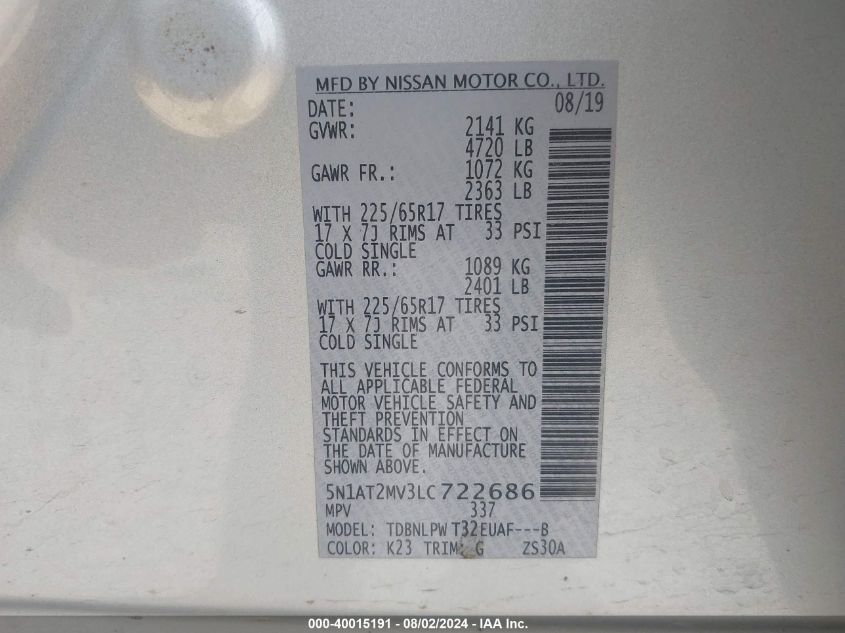 MFD BY NISSAN MOTOR CO., LTD.
DATE: 08/19
GVWR: 2141 KG
4720 LB
GAWR FR.: 1072 KG
2363 LB
WITH 225/65R17 TIRES
17 X 7J RIMS AT 33 PSI
COLD SINGLE
GAWR RR.: 1089 KG
2401 LB
WITH 225/65R17 TIRES
17 X 7J RIMS AT 33 PSI
COLD SINGLE
THIS VEHICLE CONFORMS TO
ALL APPLICABLE FEDERAL
MOTOR VEHICLE SAFETY AND
THEFT PREVENTION
STANDARDS IN EFFECT ON
THE DATE OF MANUFACTURE
SHOWN ABOVE.
5N1AT2MV3LC722686
MPV 337
MODEL: TDBNLPW T32EUAF---B
COLOR: K23 TRIM: G ZS30A
000-40015191 - 08/02/2024 - IAA Inc.